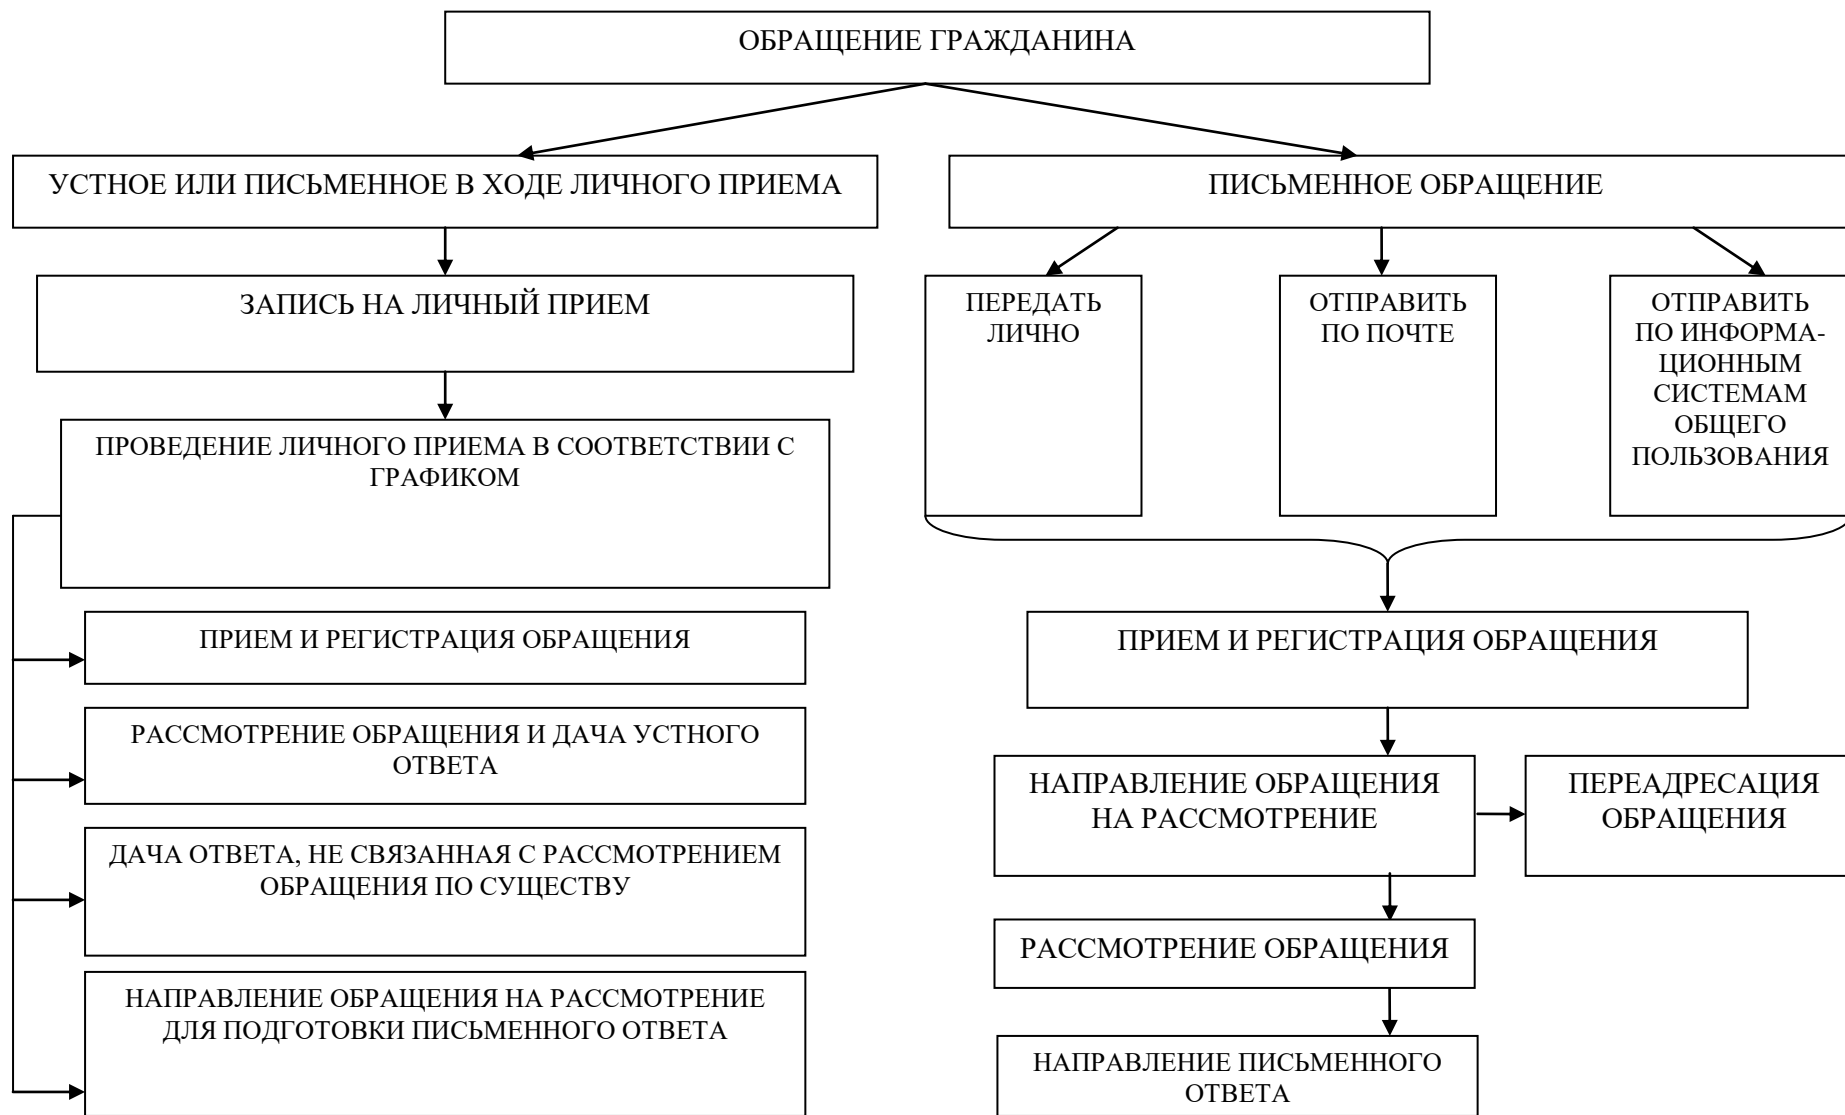 ОБРАЩЕНИЕ ГРАЖДАНИНА
УСТНОЕ ИЛИ ПИСЬМЕННОЕ В ХОДЕ ЛИЧНОГО ПРИЕМА
ЗАПИСЬ НА ЛИЧНЫЙ ПРИЕМ
ПРОВЕДЕНИЕ ЛИЧНОГО ПРИЕМА В СООТВЕТСТВИИ С
ГРАФИКОМ
ПРИЕМ И РЕГИСТРАЦИЯ ОБРАЩЕНИЯ
РАССМОТРЕНИЕ ОБРАЩЕНИЯ И ДАЧА УСТНОГО
ОТВЕТА
ДАЧА ОТВЕТА, НЕ СВЯЗАННАЯ С РАССМОТРЕНИЕМ
ОБРАЩЕНИЯ ПО СУЩЕСТВУ
НАПРАВЛЕНИЕ ОБРАЩЕНИЯ НА РАССМОТРЕНИЕ
ДЛЯ ПОДГОТОВКИ ПИСЬМЕННОГО ОТВЕТА
ПИСЬМЕННОЕ ОБРАЩЕНИЕ
ПЕРЕДАТЬ
ЛИЧНО
ОТПРАВИТЬ
ПО ПОЧТЕ
ОТПРАВИТЬ
ПО ИНФОРМА-
ЦИОННЫМ
СИСТЕМАМ
ОБЩЕГО
ПОЛЬЗОВАНИЯ
ПРИЕМ И РЕГИСТРАЦИЯ ОБРАЩЕНИЯ
НАПРАВЛЕНИЕ ОБРАЩЕНИЯ
НА РАССМОТРЕНИЕ
ПЕРЕАДРЕСАЦИЯ
ОБРАЩЕНИЯ
РАССМОТРЕНИЕ ОБРАЩЕНИЯ
НАПРАВЛЕНИЕ ПИСЬМЕННОГО
ОТВЕТА